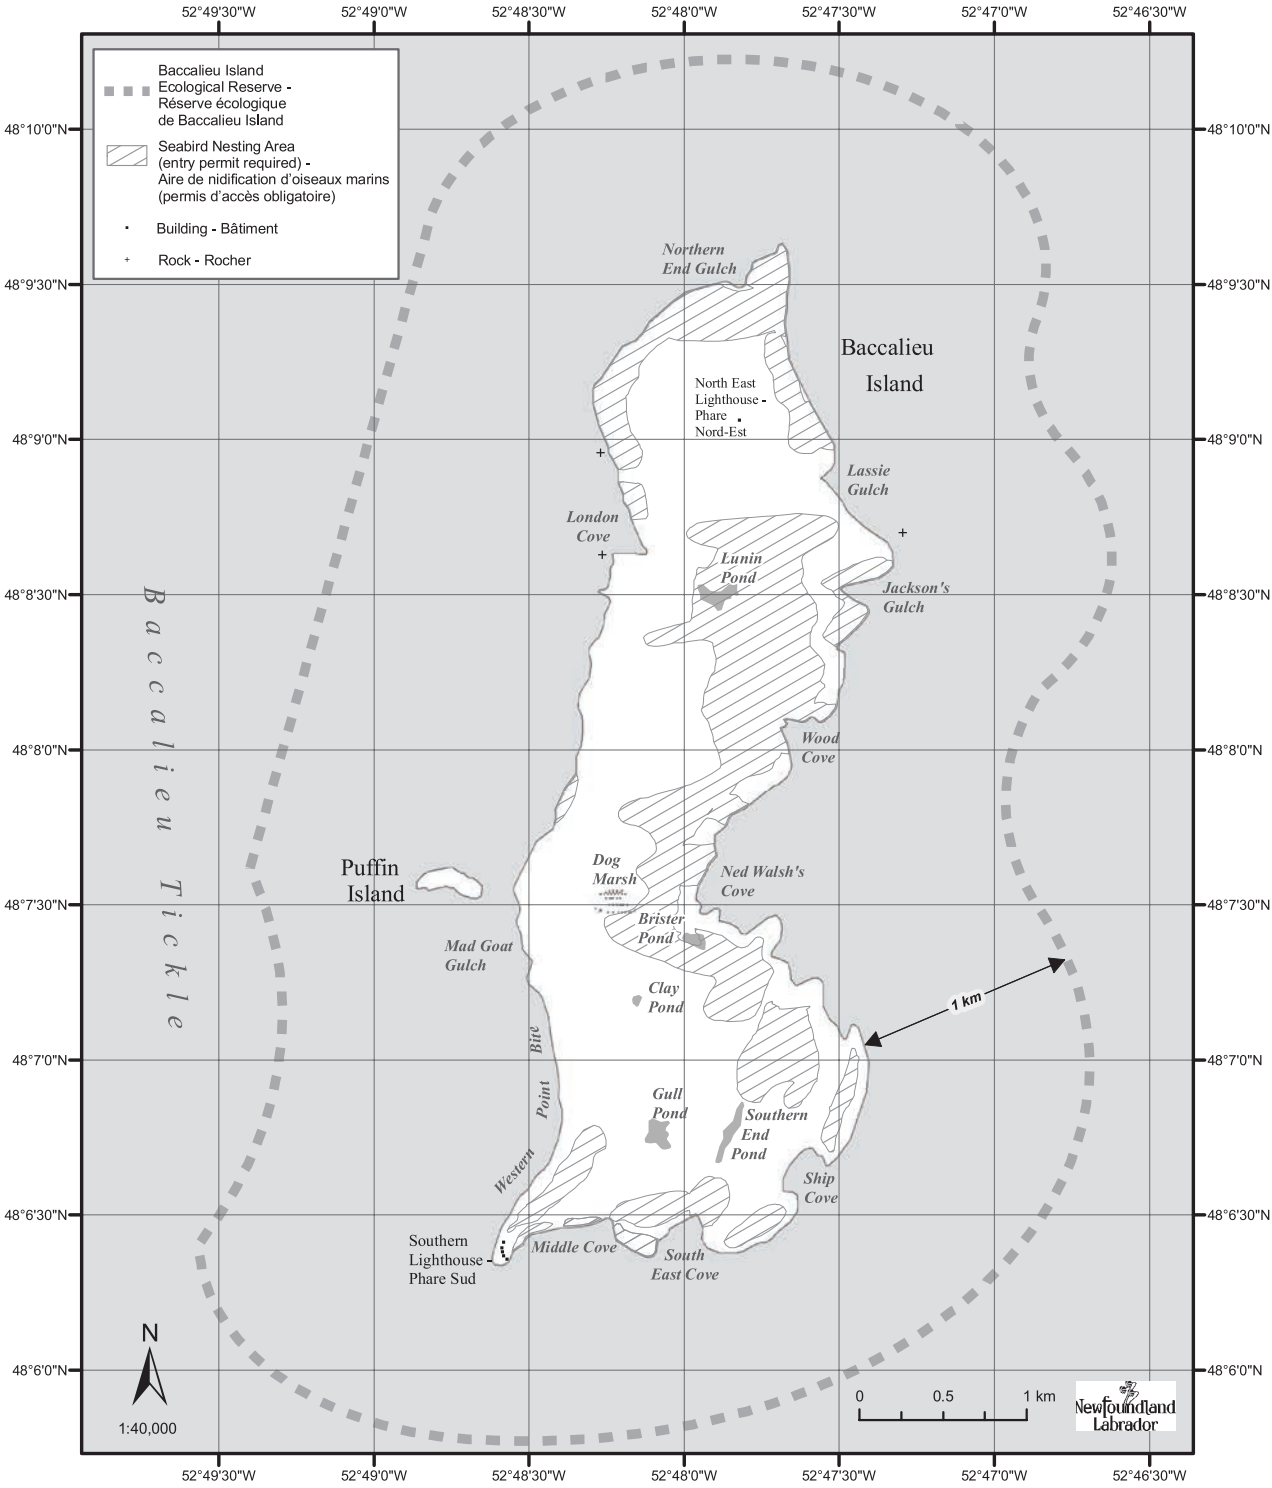 52°49'30"W
52°49'0"W
52°48'30"W
52°48'0"W
52°47'30"W
52°47'0"W
52°46'30"W
Baccalieu Island
Ecological Reserve -
Réserve écologique
de Baccalieu Island
Seabird Nesting Area
(entry permit required) -
Aire de nidification d'oiseaux marins
(permis d'accès obligatoire)
Building - Bâtiment
Rock - Rocher
48°10'0"N
48°10'0"N
48°9'30"N
48°9'30"N
48°9'0"N
48°9'0"N
48°8'30"N
48°8'30"N
48°8'0"N
48°8'0"N
48°7'30"N
48°7'30"N
48°7'0"N
48°7'0"N
48°6'30"N
48°6'30"N
48°6'0"N
48°6'0"N
Northern
End Gulch
Baccalieu
Island
North East
Lighthouse -
Phare
Nord-Est
Lassie
Gulch
London
Cove
Lunin
Pond
Jackson's
Gulch
Baccalieu Tickle
Wood
Cove
Puffin
Island
Dog
Marsh
Ned Walsh's
Cove
Brister
Pond
Mad Goat
Gulch
Clay
Pond
1 km
Western Point Bite
Gull
Pond
Southern
End
Pond
Ship
Cove
Southern
Lighthouse -
Phare Sud
Middle Cove
South
East Cove
N
1:40,000
0 0.5 1 km
Newfoundland
Labrador
52°49'30"W
52°49'0"W
52°48'30"W
52°48'0"W
52°47'30"W
52°47'0"W
52°46'30"W